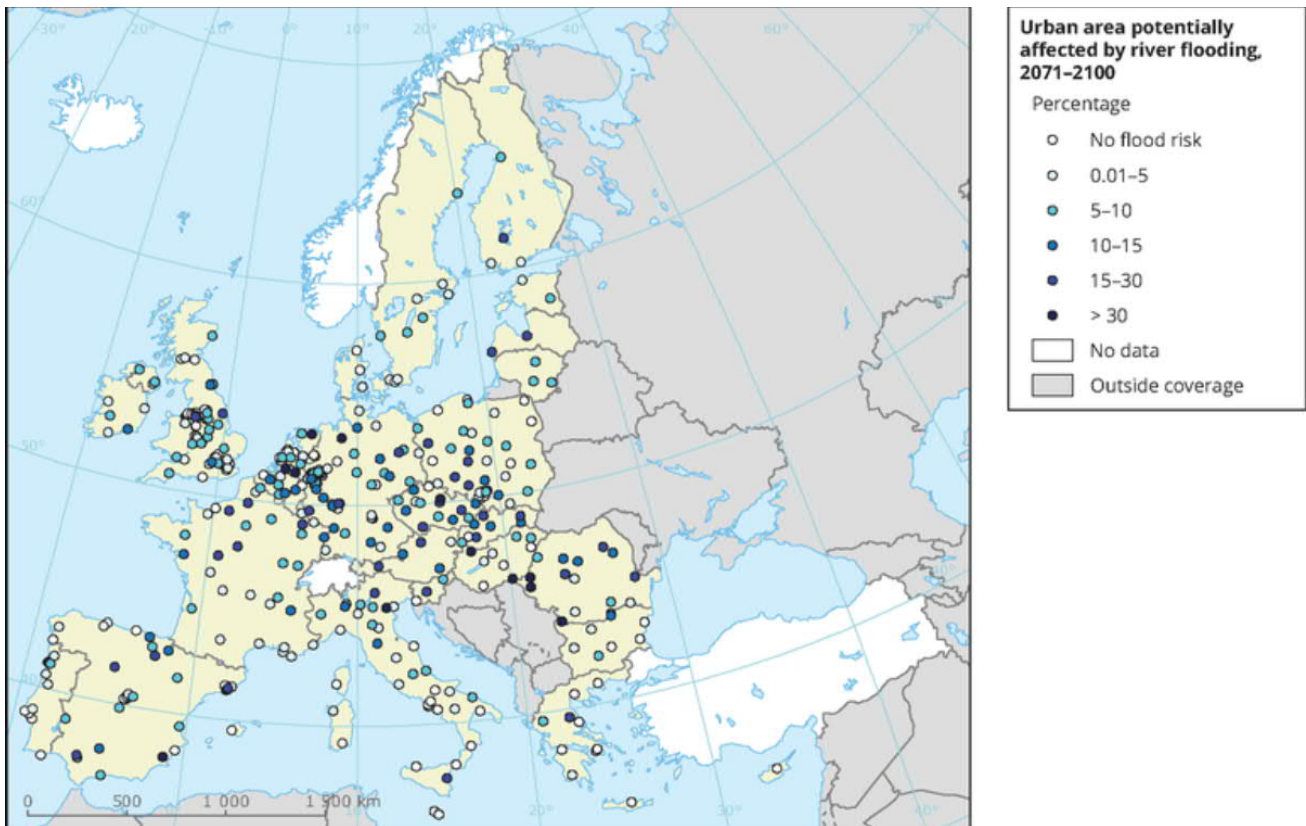 -30° -20° -10° 0° 10° 20° 30° 40° 50° 60° 70°
60°
50°
40°
40°
0 500 1 000 1 500 km
10° 20° 30° 40°
Urban area potentially
affected by river flooding,
2071–2100
Percentage
No flood risk
0.01–5
5–10
10–15
15–30
> 30
No data
Outside coverage